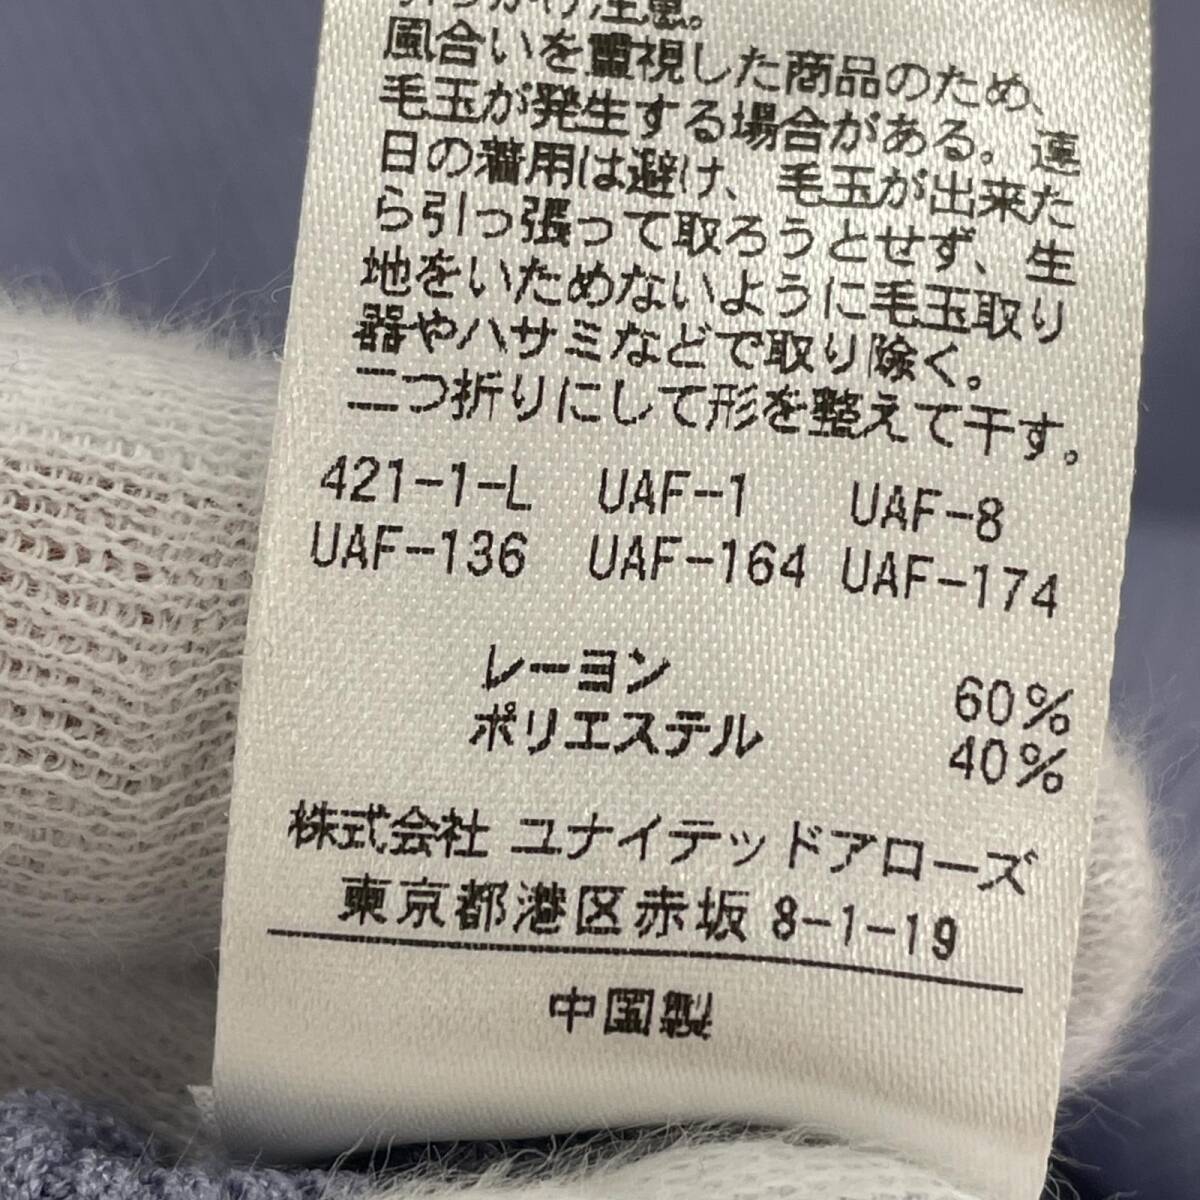 引っかけ注意。
風合いを重視した商品のため、
毛玉が発生する場合がある。連
日の着用は避け、毛玉が出来た
ら引っ張って取ろうとせず、生
地をいためないように毛玉取り
器やハサミなどで取り除く。
二つ折りにして形を整えて干す。
421-1-L UAF-1 UAF-8
UAF-136 UAF-164 UAF-174
レーヨン 60%
ポリエステル 40%
株式会社 ユナイテッドアローズ
東京都港区赤坂 8-1-19
中国製